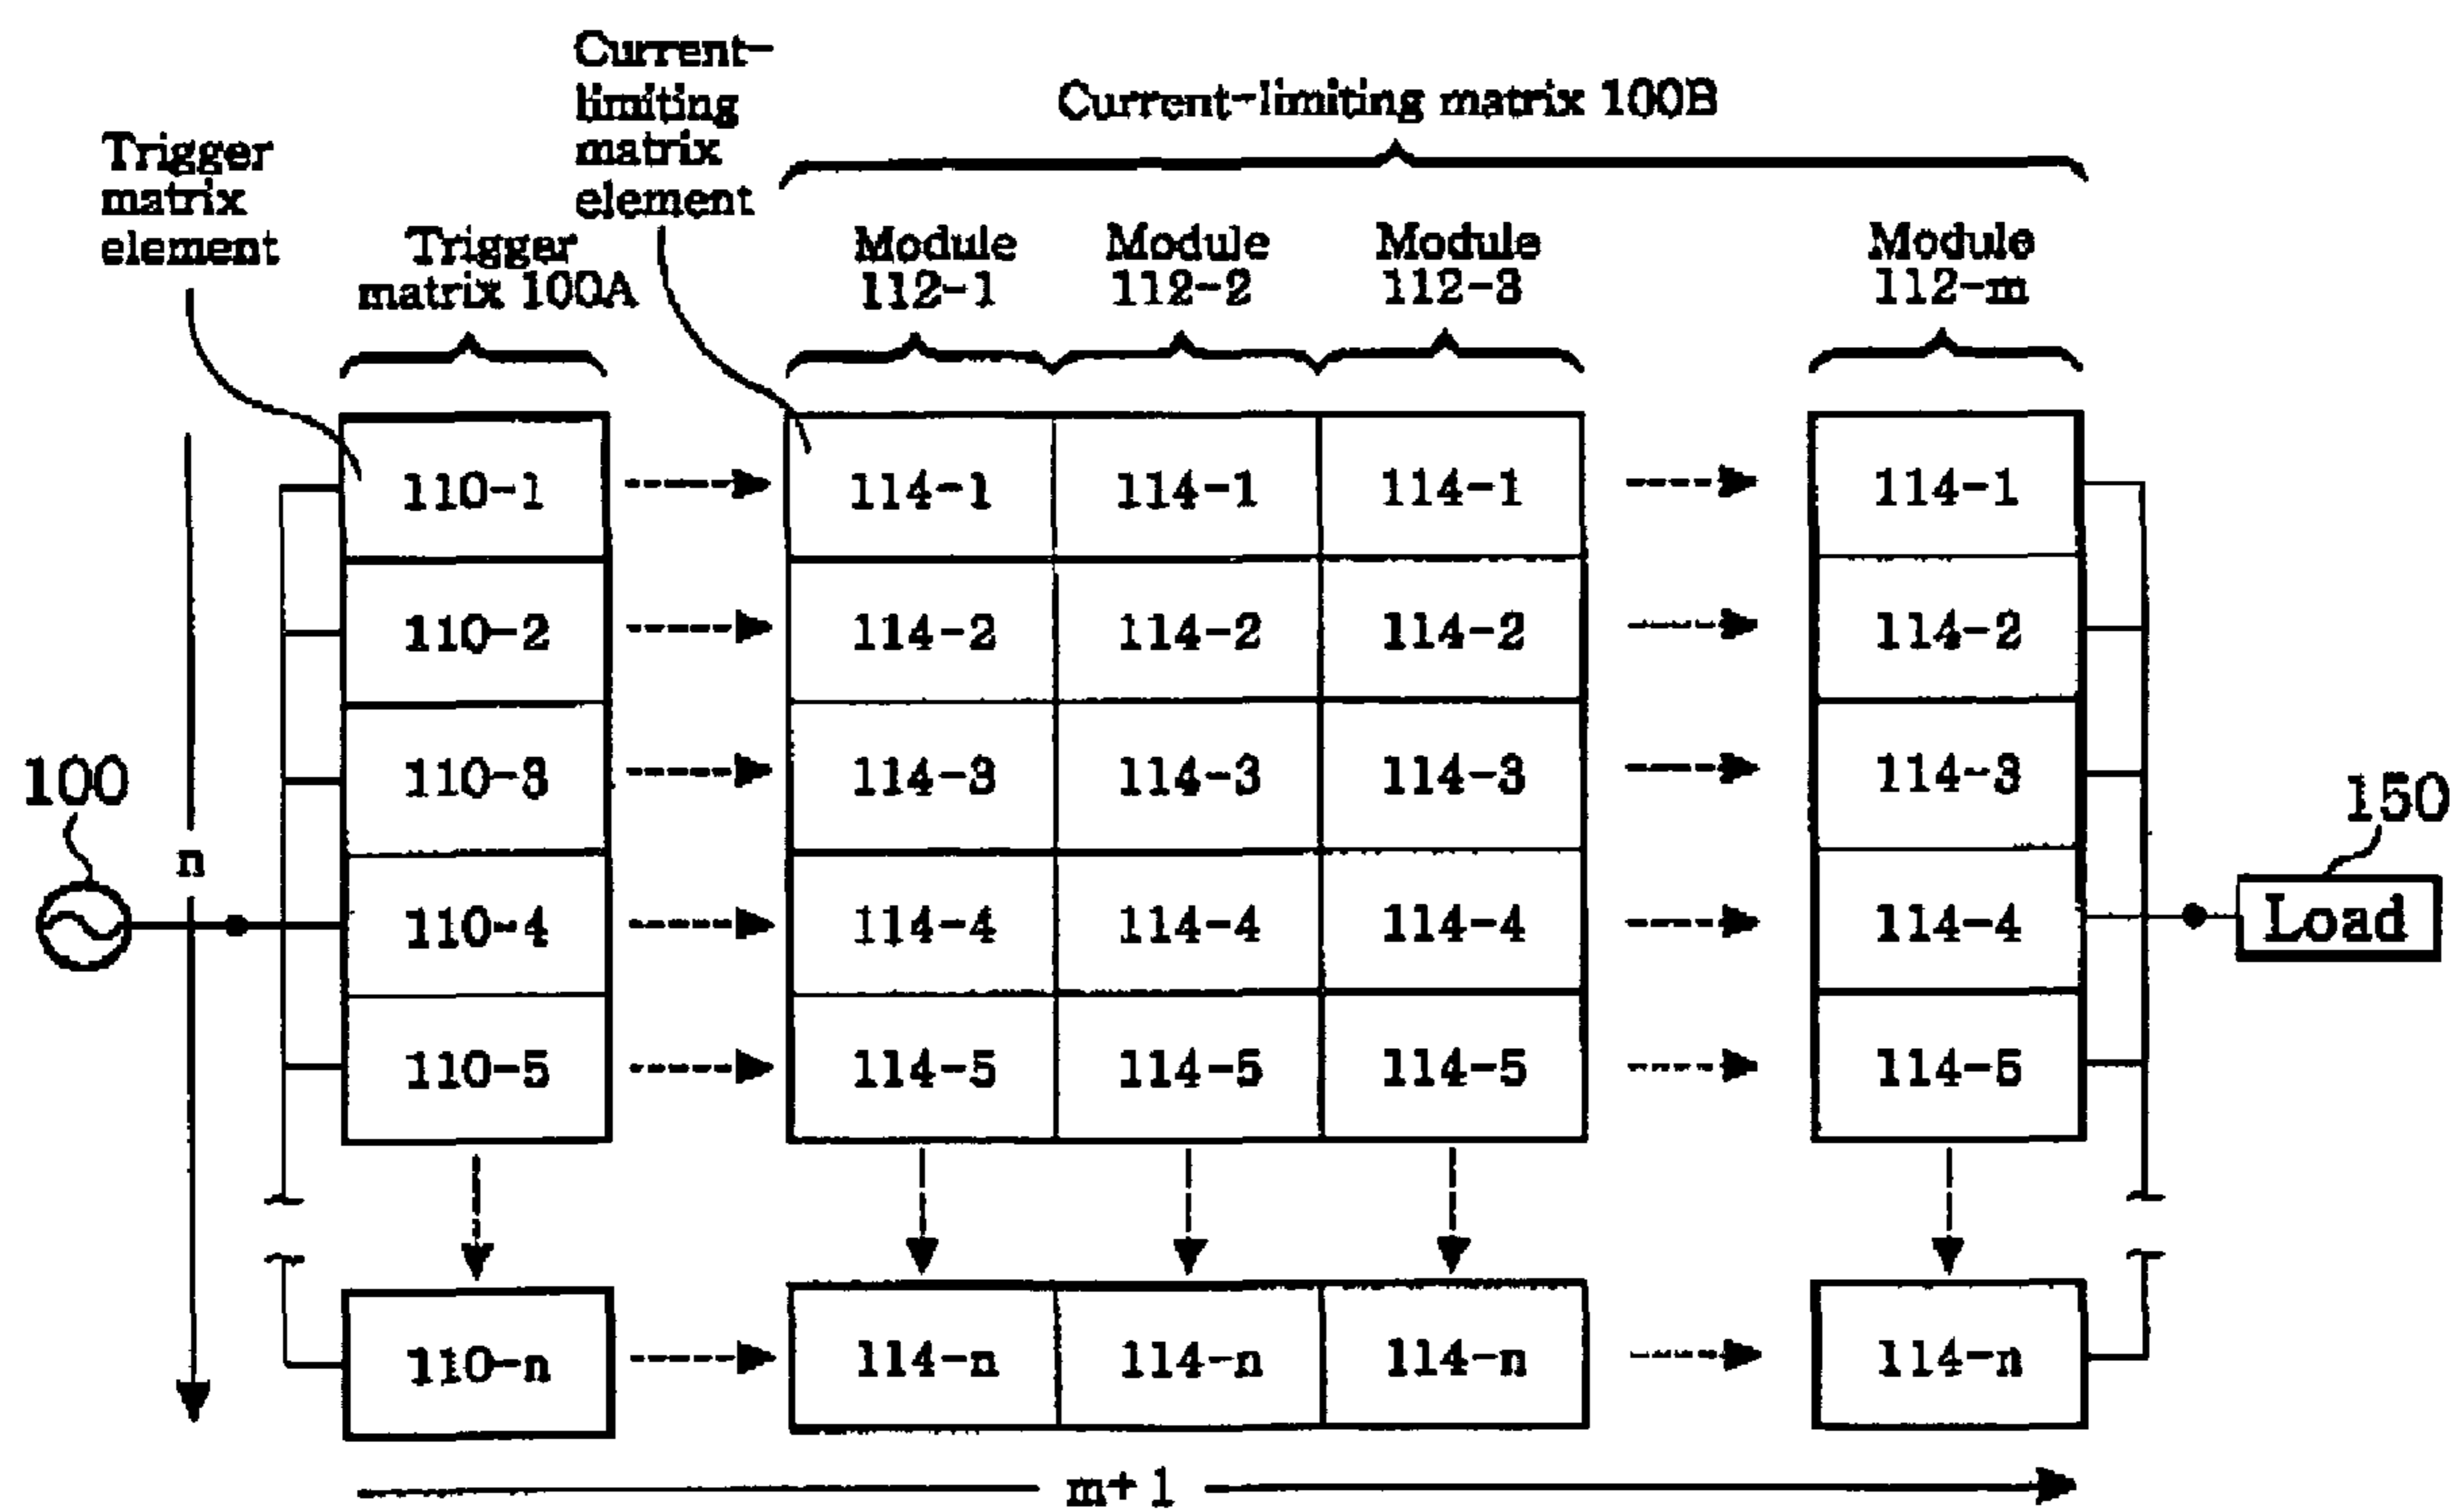 Current-
limiting
matrix
element
Current-limiting matrix 100B
Trigger
matrix
element
Trigger
matrix 100A
Module
112-1
Module
112-2
Module
112-3
Module
112-m
110-1 114-1 114-1 114-1 114-1
110-2 114-2 114-2 114-2 114-2
110-3 114-3 114-3 114-3 114-3
100
150
n
110-4 114-4 114-4 114-4 114-4
Load
110-5 114-5 114-5 114-5 114-5
110-n 114-n 114-n 114-n 114-n
m+1